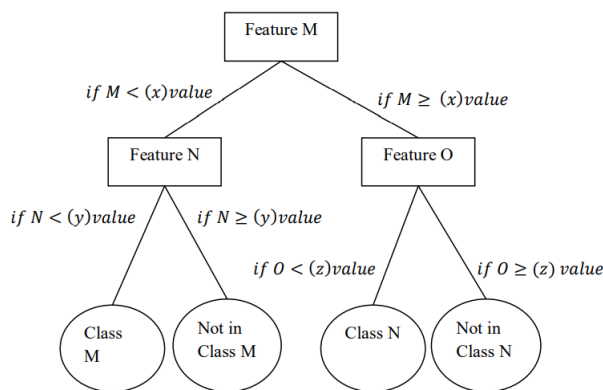 Feature M
if M < (x)value
if M ≥ (x)value
Feature N
Feature O
if N < (y)value
if N ≥ (y)value
if O < (z)value
if O ≥ (z) value
Class
M
Not in
Class M
Class N
Not in
Class N